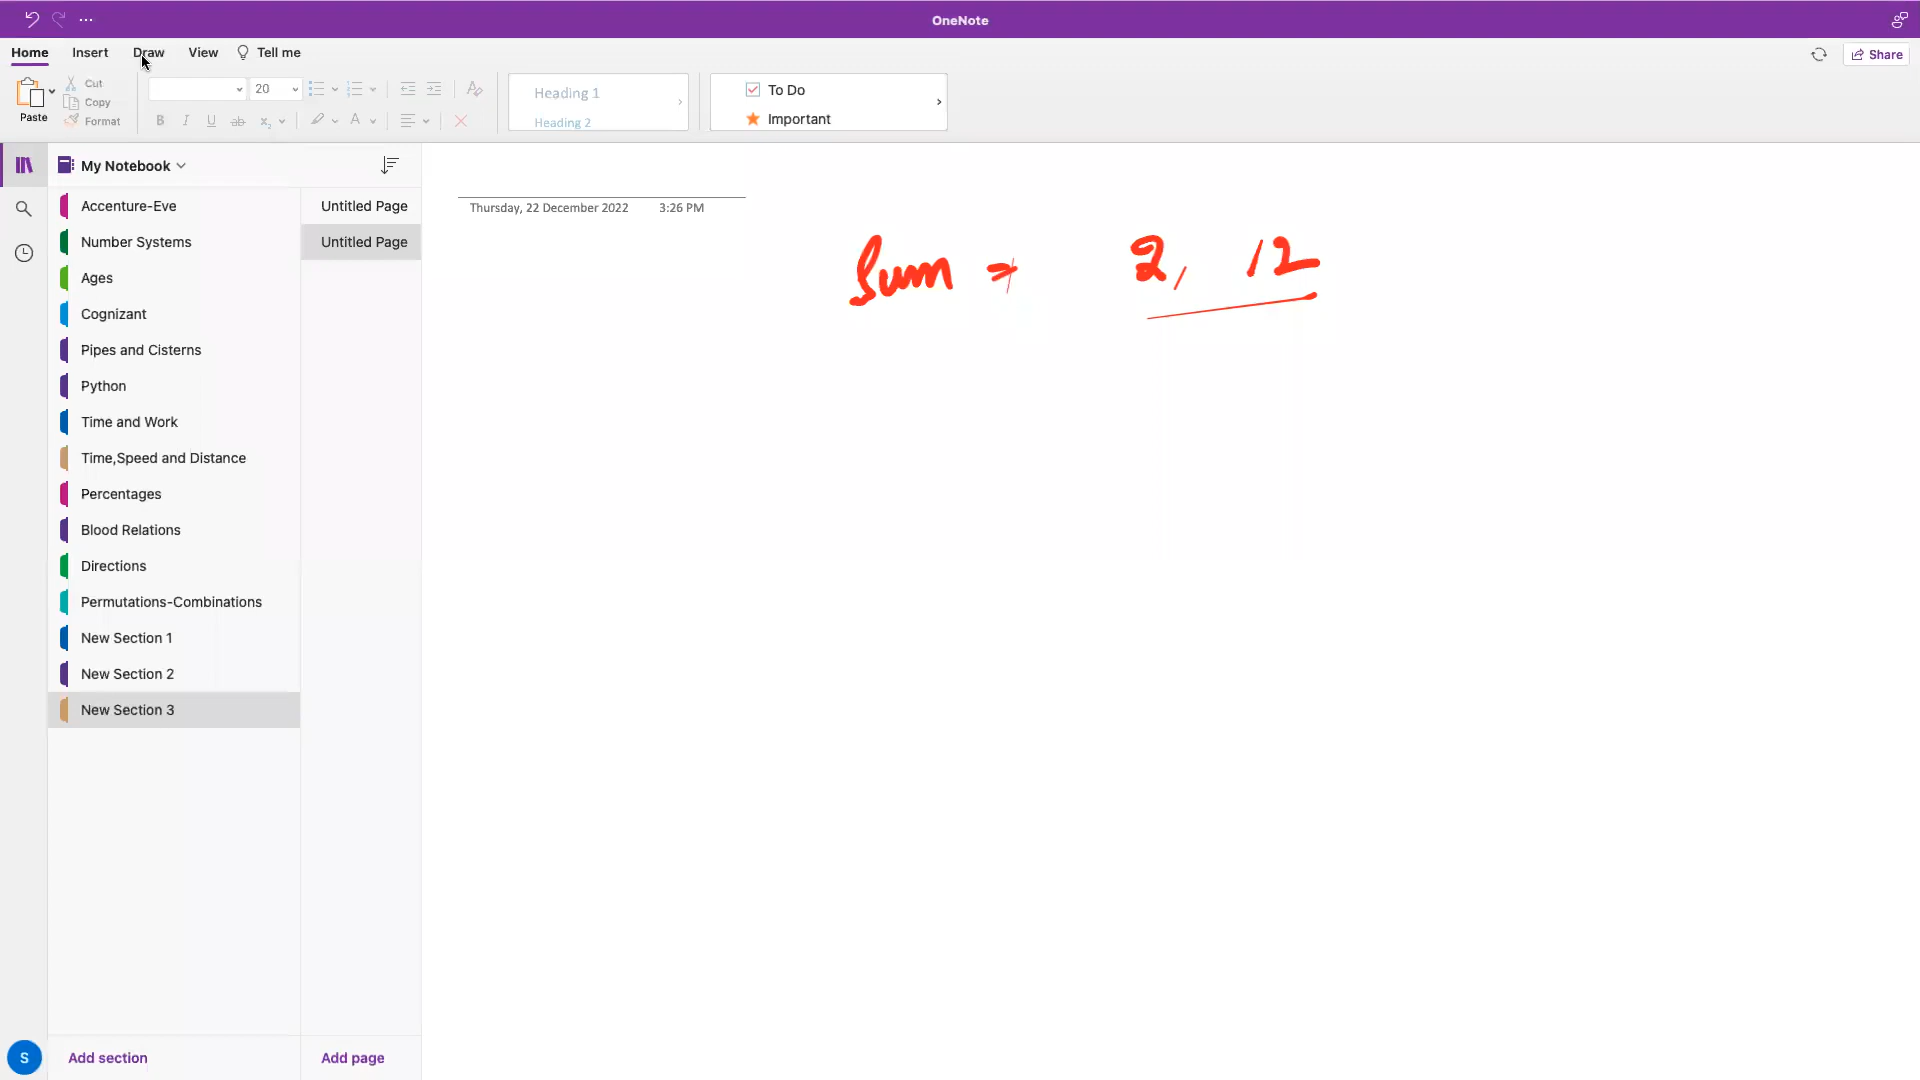 OneNote
Home Insert Draw View Tell me Share
Paste Cut Copy Format 20
B I U ab x₂ A
Heading 1
Heading 2
To Do
Important
My Notebook
Accenture-Eve
Number Systems
Ages
Cognizant
Pipes and Cisterns
Python
Time and Work
Time,Speed and Distance
Percentages
Blood Relations
Directions
Permutations-Combinations
New Section 1
New Section 2
New Section 3
Untitled Page
Untitled Page
Thursday, 22 December 2022 3:26 PM
Sum ⇒ 2, 12
S
Add section
Add page